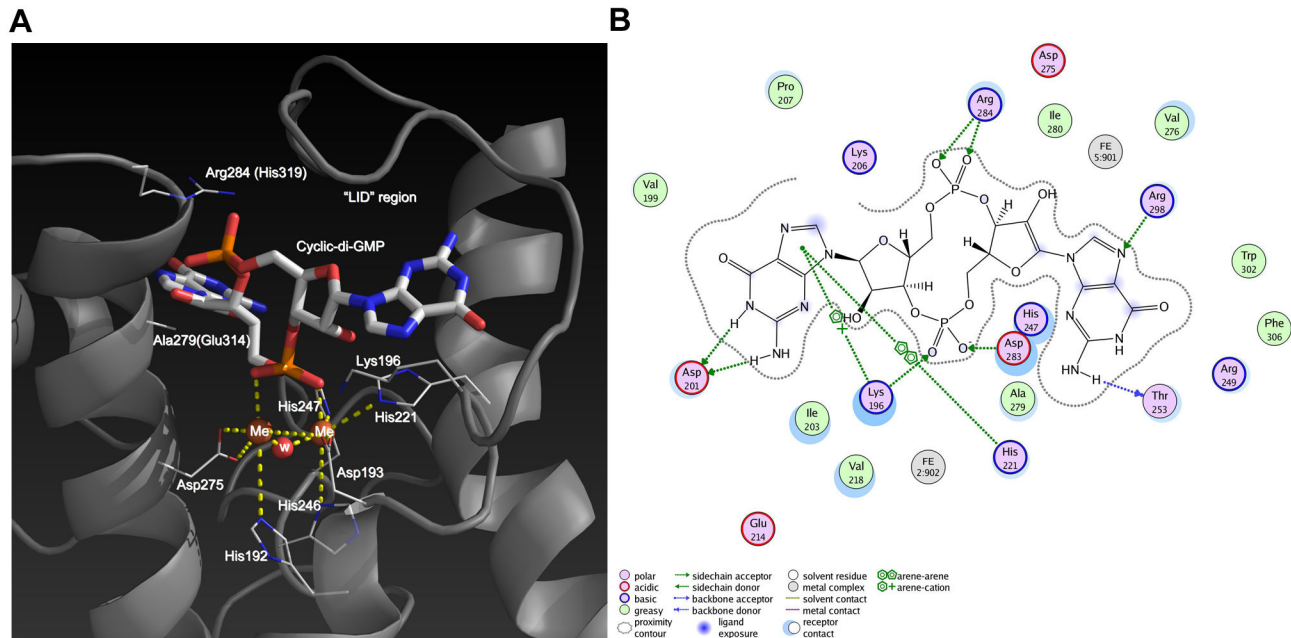 A
Arg284 (His319)
"LID" region
Cyclic-di-GMP
Ala279(Glu314)
Lys196
His247
His221
Me
Me
w
Asp193
Asp275
His246
His192
B
Asp
275
Pro
207
Arg
284
Ile
280
Val
276
Lys
206
FE
5:901
Val
199
Arg
298
O
O
P
O
O
OH
H
N
N
O
N
H
N
NH₂
H
O
H
H
H
O
N
N
Trp
302
O
HO
O
O
P
O
O
His
247
Asp
283
N
N
NH
O
Phe
306
Asp
201
H
NH
Arg
249
Lys
196
Ala
279
N
H
H
Thr
253
Ile
203
Val
218
FE
2:902
His
221
Glu
214
polar
acidic
basic
greasy
proximity
contour
sidechain acceptor
sidechain donor
backbone acceptor
backbone donor
ligand
exposure
solvent residue
metal complex
solvent contact
metal contact
receptor
contact
arene-arene
arene-cation